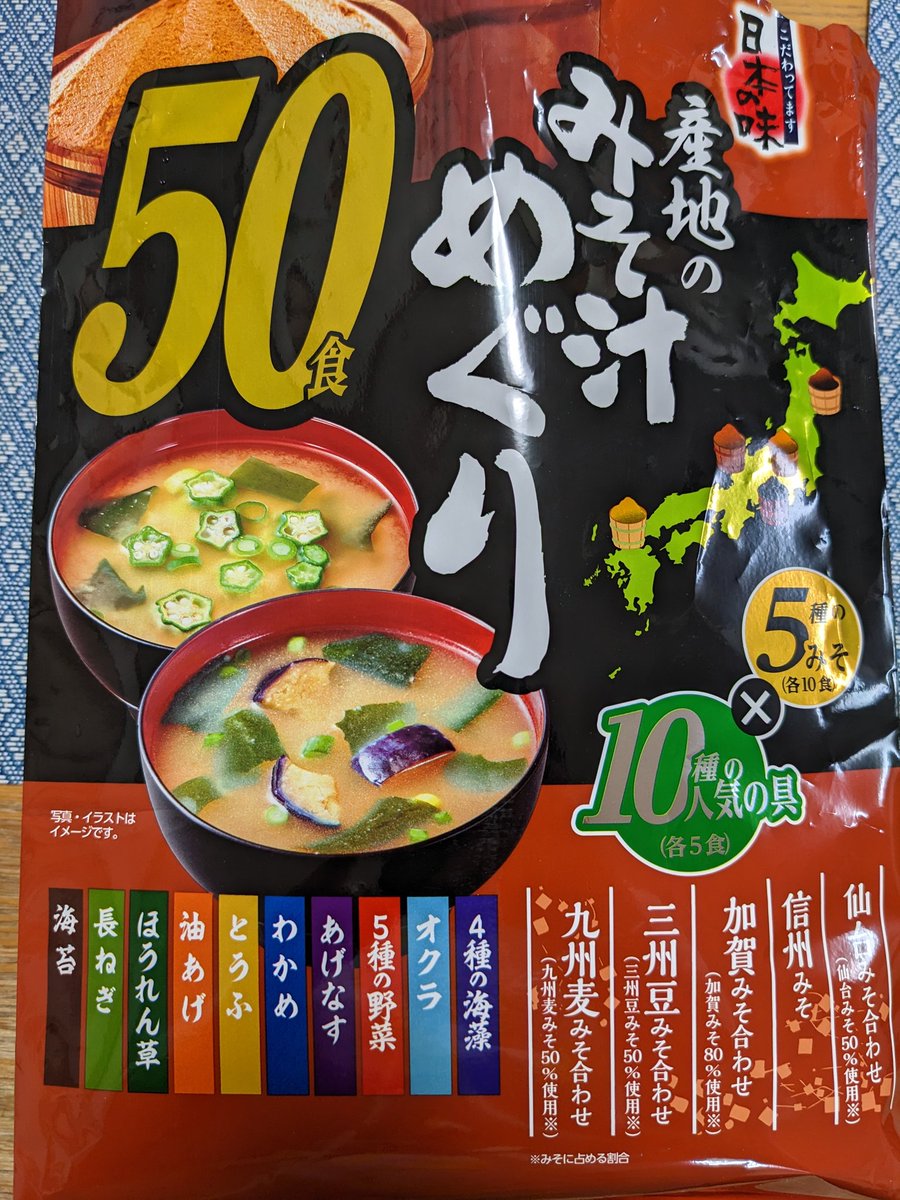 こだわってます
日本の味
産地の
みそ汁
めぐり
50食
5種の
みそ
(各10食)
×
10種の
人気の具
(各5食)
写真・イラストは
イメージです。
仙台みそ合わせ
(仙台みそ50%使用※)
信州みそ
加賀みそ合わせ
(加賀みそ80%使用※)
三州豆みそ合わせ
(三州豆みそ50%使用※)
九州麦みそ合わせ
(九州麦みそ50%使用※)
4種の海藻
オクラ
5種の野菜
あげなす
わかめ
とうふ
油あげ
ほうれん草
長ねぎ
海苔
※みそに占める割合